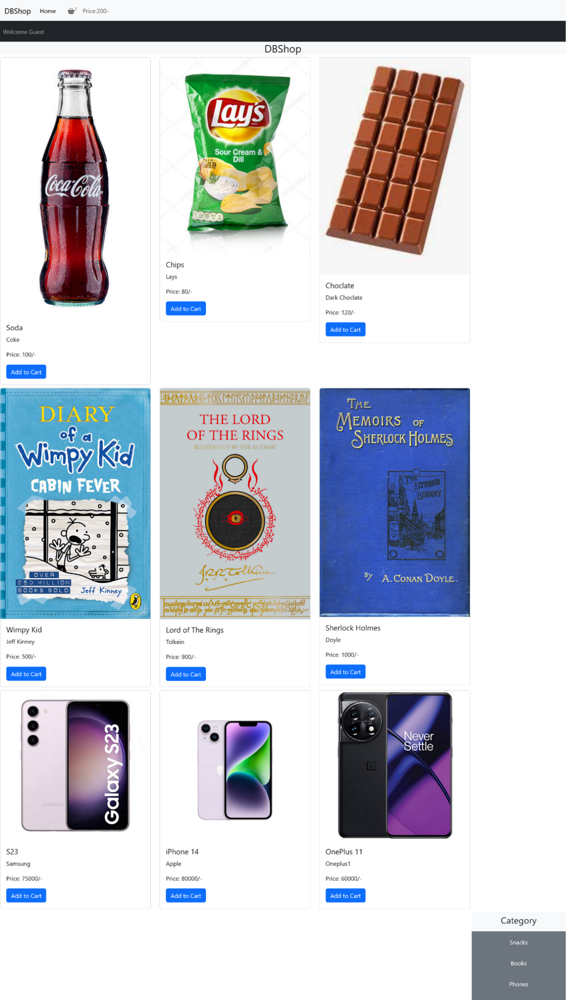 DBShop Home 2 Price:200-
Welcome Guest
DBShop
Coca-Cola
Soda
Coke
Price: 100/-
Add to Cart
Lay's
Sour Cream &
Dill
Chips
Lays
Price: 80/-
Add to Cart
Choclate
Dark Choclate
Price: 120/-
Add to Cart
DIARY
of a
Wimpy Kid
CABIN FEVER
OVER
250 MILLION
BOOKS SOLD
Jeff Kinney
Wimpy Kid
Jeff Kinney
Price: 500/-
Add to Cart
THE LORD
OF THE RINGS
ILLUSTRATED BY THE AUTHOR
J.R.R. Tolkien.
Lord of The Rings
Tolkein
Price: 900/-
Add to Cart
THE
MEMOIRS OF
SHERLOCK HOLMES
THE
STRAND
LIBRARY
BY A. CONAN DOYLE.
Sherlock Holmes
Doyle
Price: 1000/-
Add to Cart
SAMSUNG
Galaxy S23
S23
Samsung
Price: 75000/-
Add to Cart
iPhone 14
Apple
Price: 80000/-
Add to Cart
HASSELBLAD
Never
Settle
OnePlus 11
Oneplus1
Price: 60000/-
Add to Cart
Category
Snacks
Books
Phones